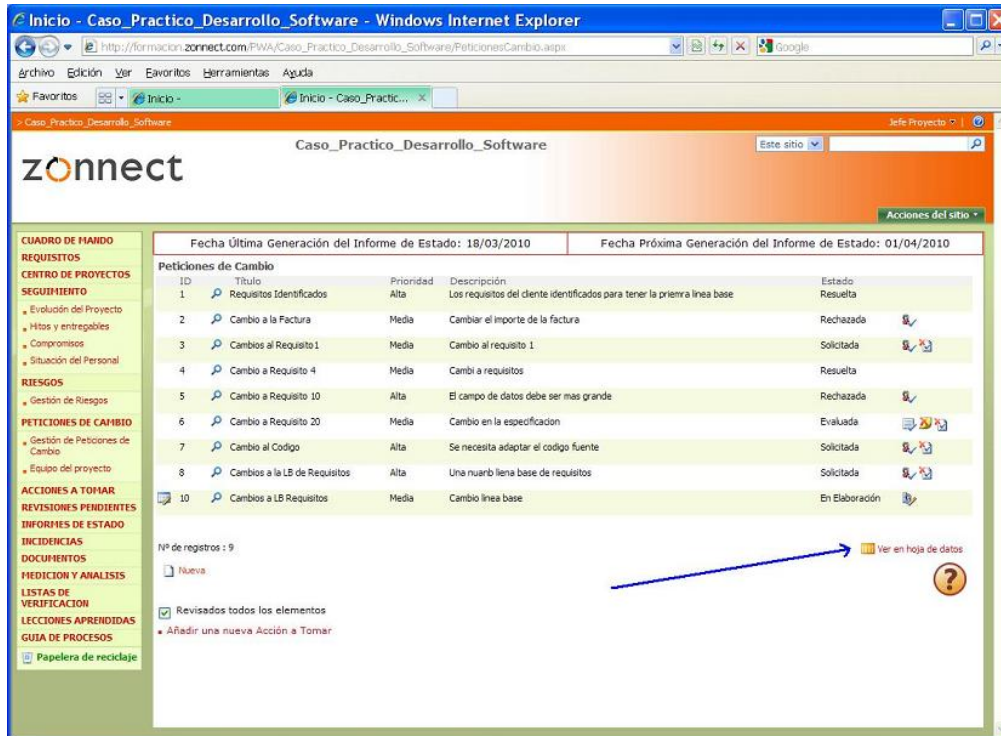 Inicio - Caso_Practico_Desarrollo_Software - Windows Internet Explorer
http://formacion.zonnect.com/PWA/Caso_Practico_Desarrollo_Software/PeticionesCambio.aspx
Google
Archivo Edición Ver Favoritos Herramientas Ayuda
Favoritos Inicio - Inicio - Caso_Practic...
> Caso_Practico_Desarrollo_Software Jefe Proyecto
zonnect
Caso_Practico_Desarrollo_Software
Este sitio
Acciones del sitio
CUADRO DE MANDO
REQUISITOS
CENTRO DE PROYECTOS
SEGUIMIENTO
Evolución del Proyecto
Hitos y entregables
Compromisos
Situación del Personal
RIESGOS
Gestión de Riesgos
PETICIONES DE CAMBIO
Gestión de Peticiones de
Cambio
Equipo del proyecto
ACCIONES A TOMAR
REVISIONES PENDIENTES
INFORMES DE ESTADO
INCIDENCIAS
DOCUMENTOS
MEDICION Y ANALISIS
LISTAS DE
VERIFICACION
LECCIONES APRENDIDAS
GUIA DE PROCESOS
Papelera de reciclaje
Fecha Última Generación del Informe de Estado: 18/03/2010 Fecha Próxima Generación del Informe de Estado: 01/04/2010
Peticiones de Cambio
ID Título Prioridad Descripción Estado
1 Requisitos Identificados Alta Los requisitos del cliente identificados para tener la priemra linea base Resuelta
2 Cambio a la Factura Media Cambiar el importe de la factura Rechazada
3 Cambios al Requisito1 Media Cambio al requisito 1 Solicitada
4 Cambio a Requisito 4 Media Cambi a requisitos Resuelta
5 Cambio a Requisito 10 Alta El campo de datos debe ser mas grande Rechazada
6 Cambio a Requisito 20 Media Cambio en la especificacion Evaluada
7 Cambio al Codigo Alta Se necesita adaptar el codigo fuente Solicitada
8 Cambios a la LB de Requisitos Alta Una nuanb liena base de requisitos Solicitada
10 Cambios a LB Requisitos Media Cambio linea base En Elaboración
Nº de registros : 9
Ver en hoja de datos
Nueva
?
Revisados todos los elementos
Añadir una nueva Acción a Tomar